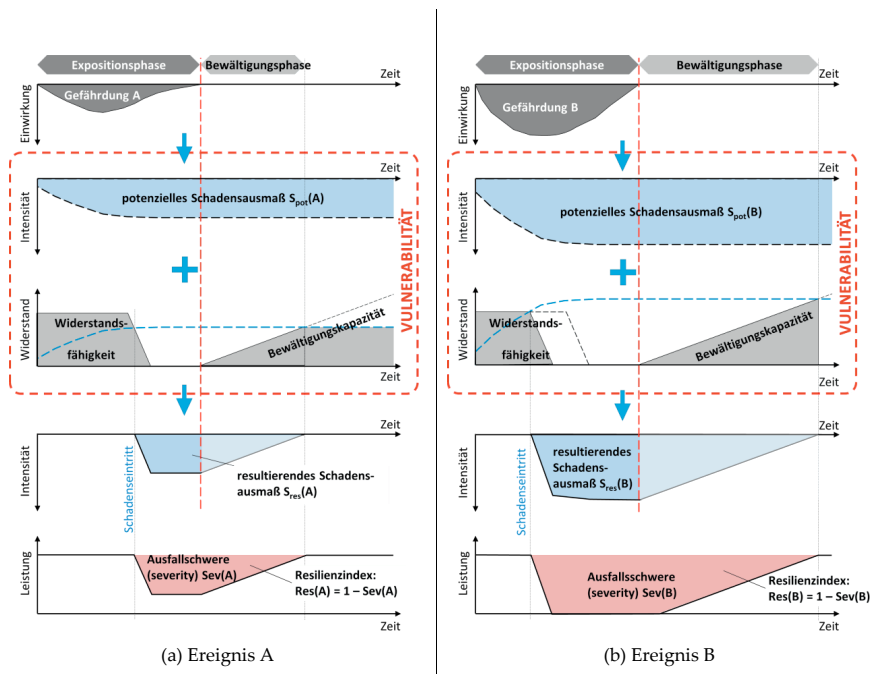 Expositionsphase
Bewältigungsphase
Zeit
Einwirkung
Gefährdung A
Zeit
Intensität
potenzielles Schadensausmaß Spot(A)
VULNERABILITÄT
Widerstand
Widerstands-
fähigkeit
Bewältigungskapazität
Zeit
Zeit
Intensität
Schadenseintritt
resultierendes Schadens-
ausmaß Sres(A)
Leistung
Ausfallschwere
(severity) Sev(A)
Resilienzindex:
Res(A) = 1 – Sev(A)
Zeit
(a) Ereignis A
Expositionsphase
Bewältigungsphase
Zeit
Einwirkung
Gefährdung B
Zeit
Intensität
potenzielles Schadensausmaß Spot(B)
VULNERABILITÄT
Widerstand
Widerstands-
fähigkeit
Bewältigungskapazität
Zeit
Zeit
Intensität
Schadenseintritt
resultierendes
Schadens-
ausmaß Sres(B)
Leistung
Ausfallsschwere
(severity) Sev(B)
Resilienzindex:
Res(B) = 1 – Sev(B)
Zeit
(b) Ereignis B